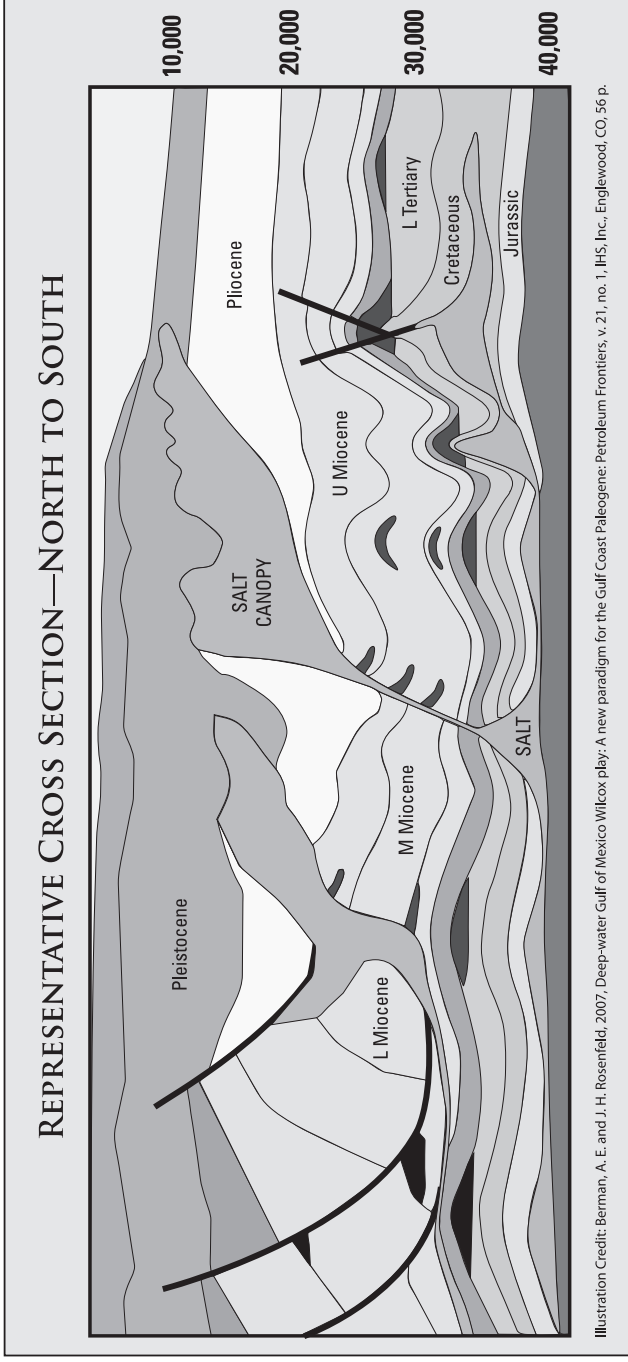 REPRESENTATIVE CROSS SECTION—NORTH TO SOUTH
10,000
20,000
30,000
40,000
Pleistocene
Pliocene
SALT
CANOPY
U Miocene
M Miocene
L Miocene
L Tertiary
Cretaceous
Jurassic
SALT
Illustration Credit: Berman, A. E. and J. H. Rosenfeld, 2007, Deep-water Gulf of Mexico Wilcox play: A new paradigm for the Gulf Coast Paleogene: Petroleum Frontiers, v. 21, no. 1, IHS, Inc., Englewood, CO, 56 p.